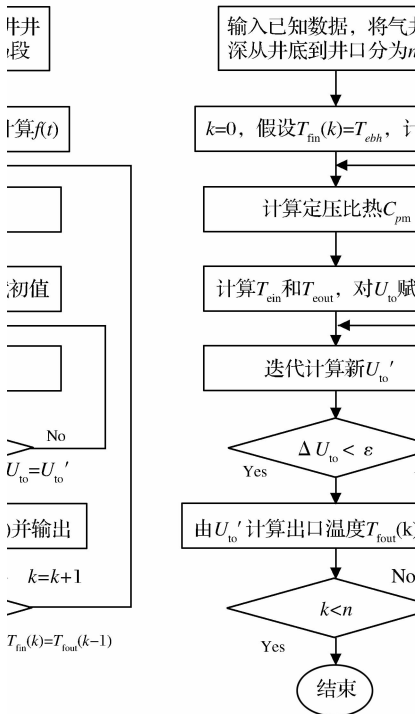 井井
段
计算f(t)
初值
No
U_to=U_to′
)并输出
k=k+1
T_fin(k)=T_fout(k-1)
输入已知数据，将气井
深从井底到井口分为n
k=0，假设T_fin(k)=T_ebh，计
计算定压比热C_pm
计算T_ein和T_eout，对U_to赋
迭代计算新U_to′
ΔU_to< ε
Yes
由U_to′计算出口温度T_fout(k)
No
k<n
Yes
结束